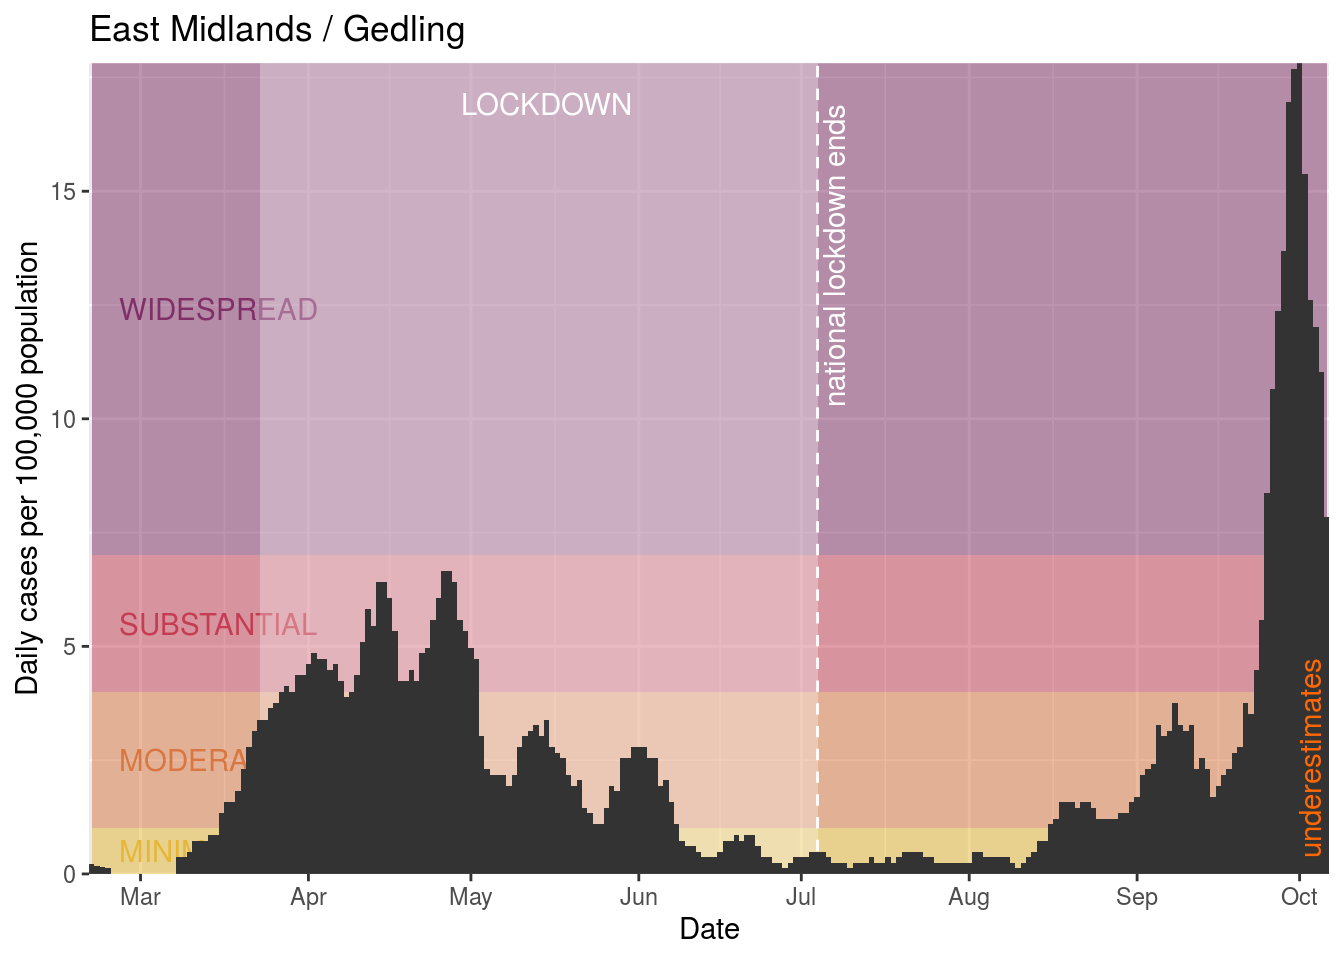 East Midlands / Gedling
LOCKDOWN
national lockdown ends
WIDESPREAD
SUBSTANTIAL
MODERA
MINI
underestimates
Daily cases per 100,000 population
15
10
5
0
Mar Apr May Jun Jul Aug Sep Oct
Date